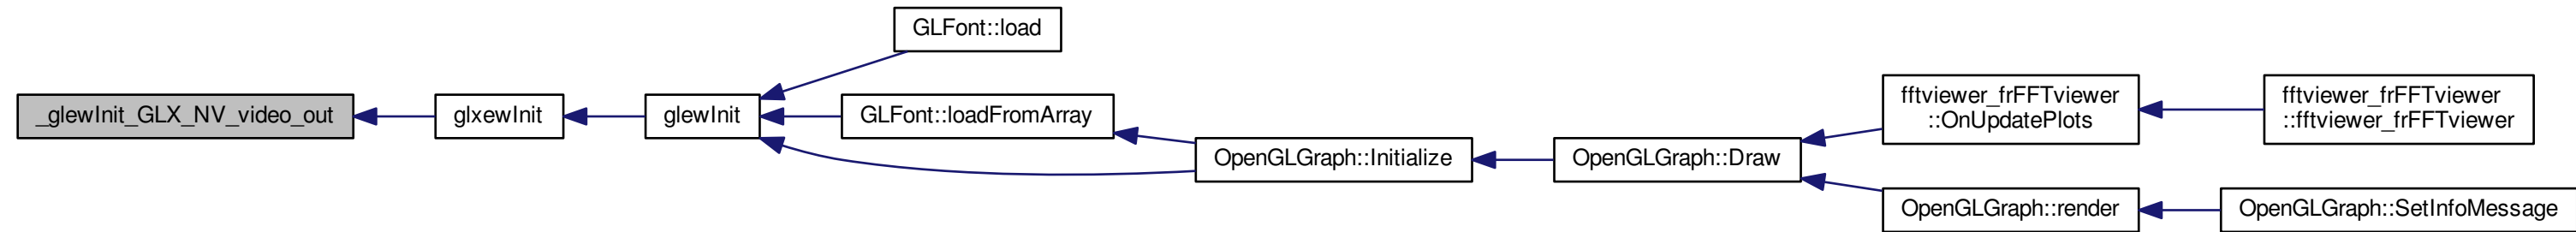 GLFont::load
_glewInit_GLX_NV_video_out
glxewInit
glewInit
GLFont::loadFromArray
OpenGLGraph::Initialize
OpenGLGraph::Draw
fftviewer_frFFTviewer
::OnUpdatePlots
fftviewer_frFFTviewer
::fftviewer_frFFTviewer
OpenGLGraph::render
OpenGLGraph::SetInfoMessage